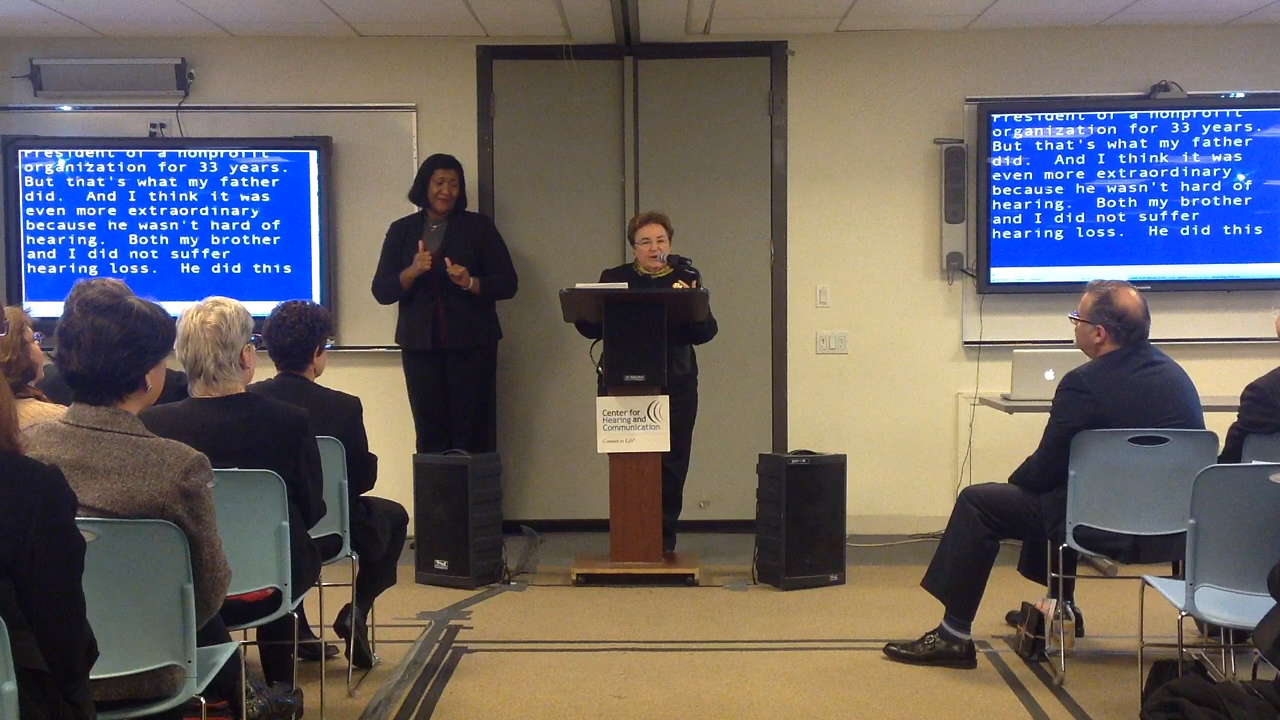 President of a nonprofit
organization for 33 years.
But that's what my father
did.  And I think it was
even more extraordinary
because he wasn't hard of
hearing.  Both my brother
and I did not suffer
hearing loss.  He did this
Center for
Hearing and
Communication
Connect to Life
President of a nonprofit
organization for 33 years.
But that's what my father
did.  And I think it was
even more extraordinary
because he wasn't hard of
hearing.  Both my brother
and I did not suffer
hearing loss.  He did this